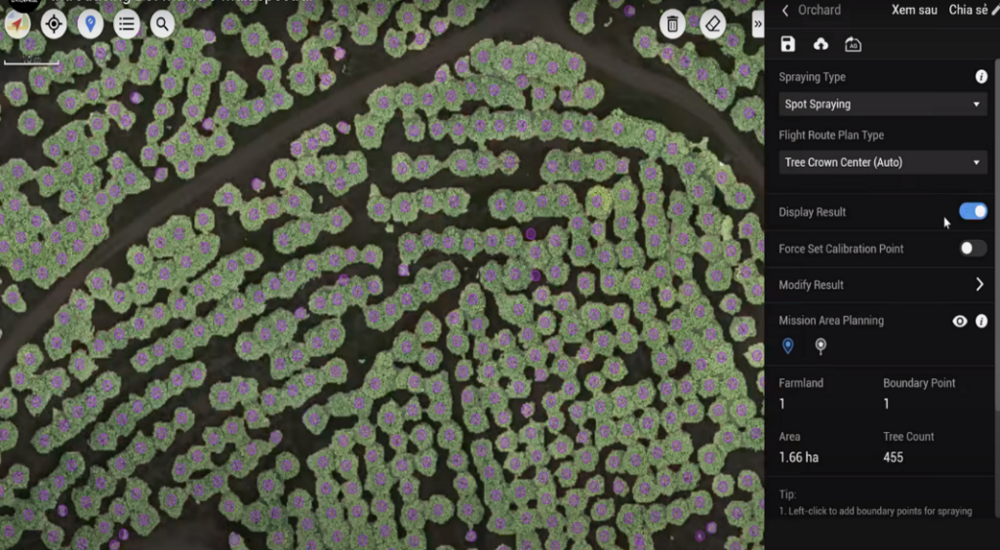 Orchard
Xem sau
Chia sẻ
AG
Spraying Type
Spot Spraying
Flight Route Plan Type
Tree Crown Center (Auto)
Display Result
Force Set Calibration Point
Modify Result
Mission Area Planning
Farmland
Boundary Point
1
1
Area
Tree Count
1.66 ha
455
Tip:
1. Left-click to add boundary points for spraying